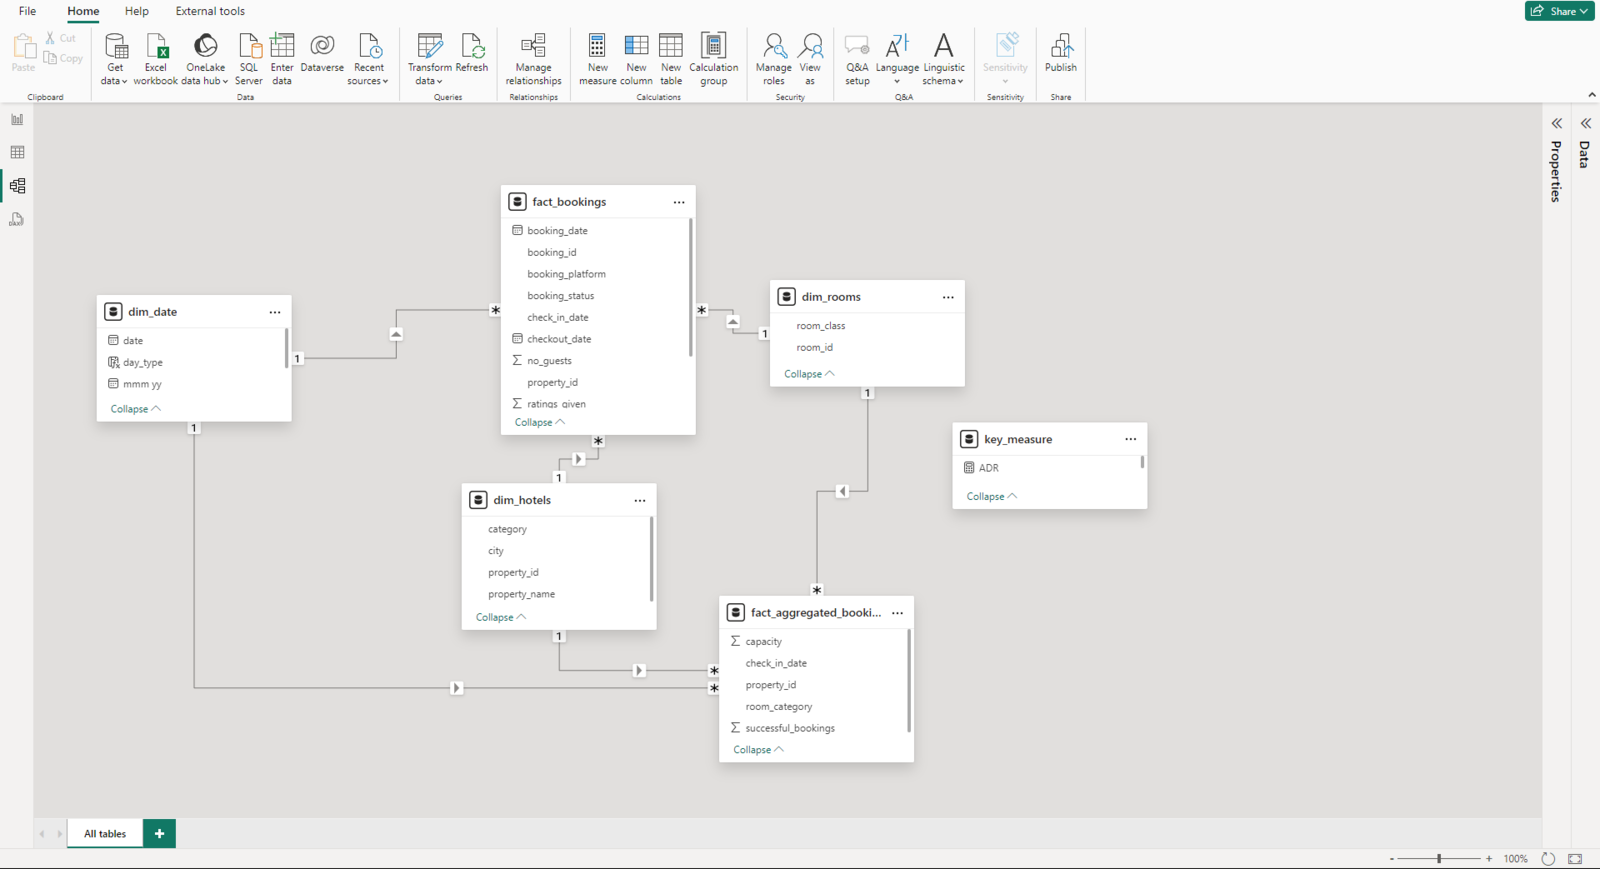 File Home Help External tools Share
Paste Cut Copy
Get data Excel workbook OneLake data hub SQL Server Enter data Dataverse Recent sources Transform data Refresh Manage relationships New measure New column New table Calculation group Manage roles View as Q&A setup Language Linguistic schema Sensitivity Publish
Clipboard Data Queries Relationships Calculations Security Q&A Sensitivity Share
Properties
Data
DAX
fact_bookings ...
booking_date
booking_id
booking_platform
booking_status
check_in_date
checkout_date
Σ no_guests
property_id
Σ ratings_given
Collapse
dim_date ...
date
day_type
mmm yy
Collapse
dim_rooms ...
room_class
room_id
Collapse
key_measure ...
ADR
Collapse
dim_hotels ...
category
city
property_id
property_name
Collapse
fact_aggregated_booki... ...
Σ capacity
check_in_date
property_id
room_category
Σ successful_bookings
Collapse
1 *
* 1
1
1
*
1
1
*
*
*
All tables +
- + 100%